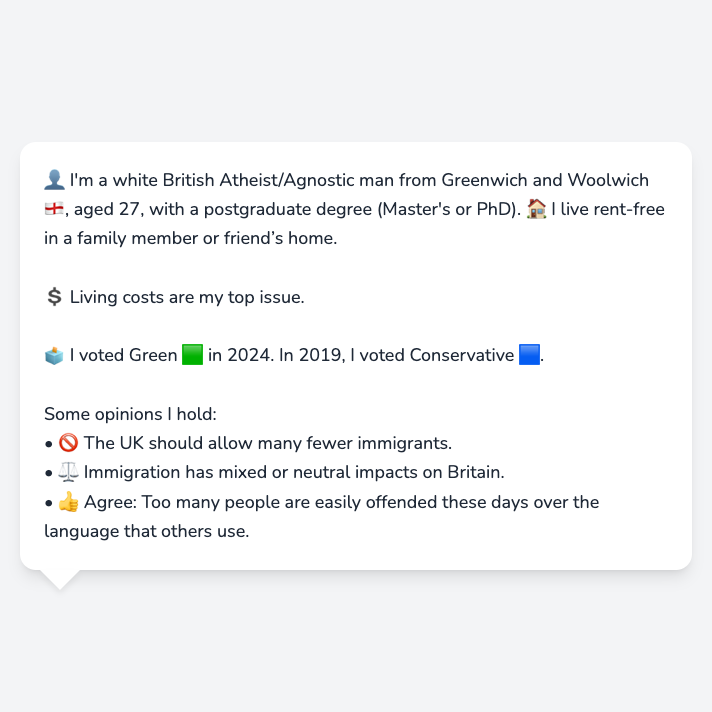 👤 I'm a white British Atheist/Agnostic man from Greenwich and Woolwich
🏴󠁧󠁢󠁥󠁮󠁧󠁿, aged 27, with a postgraduate degree (Master's or PhD). 🏠 I live rent-free
in a family member or friend’s home.
💲 Living costs are my top issue.
🗳️ I voted Green 🟩 in 2024. In 2019, I voted Conservative 🟦.
Some opinions I hold:
• 🚫 The UK should allow many fewer immigrants.
• ⚖️ Immigration has mixed or neutral impacts on Britain.
• 👍 Agree: Too many people are easily offended these days over the
language that others use.